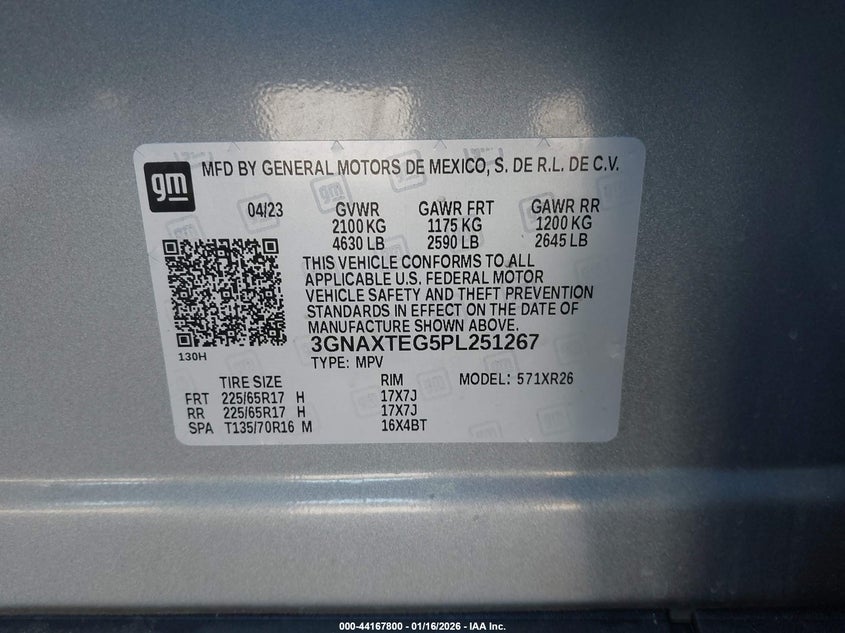 gm
MFD BY GENERAL MOTORS DE MEXICO, S. DE R.L. DE C.V.
04/23 GVWR GAWR FRT GAWR RR
2100 KG 1175 KG 1200 KG
4630 LB 2590 LB 2645 LB
THIS VEHICLE CONFORMS TO ALL
APPLICABLE U.S. FEDERAL MOTOR
VEHICLE SAFETY AND THEFT PREVENTION
STANDARDS IN EFFECT ON THE DATE OF
MANUFACTURE SHOWN ABOVE.
130H
3GNAXTEG5PL251267
TYPE: MPV
TIRE SIZE RIM MODEL: 571XR26
FRT 225/65R17 H 17X7J
RR 225/65R17 H 17X7J
SPA T135/70R16 M 16X4BT
000-44167800 - 01/16/2026 - IAA Inc.